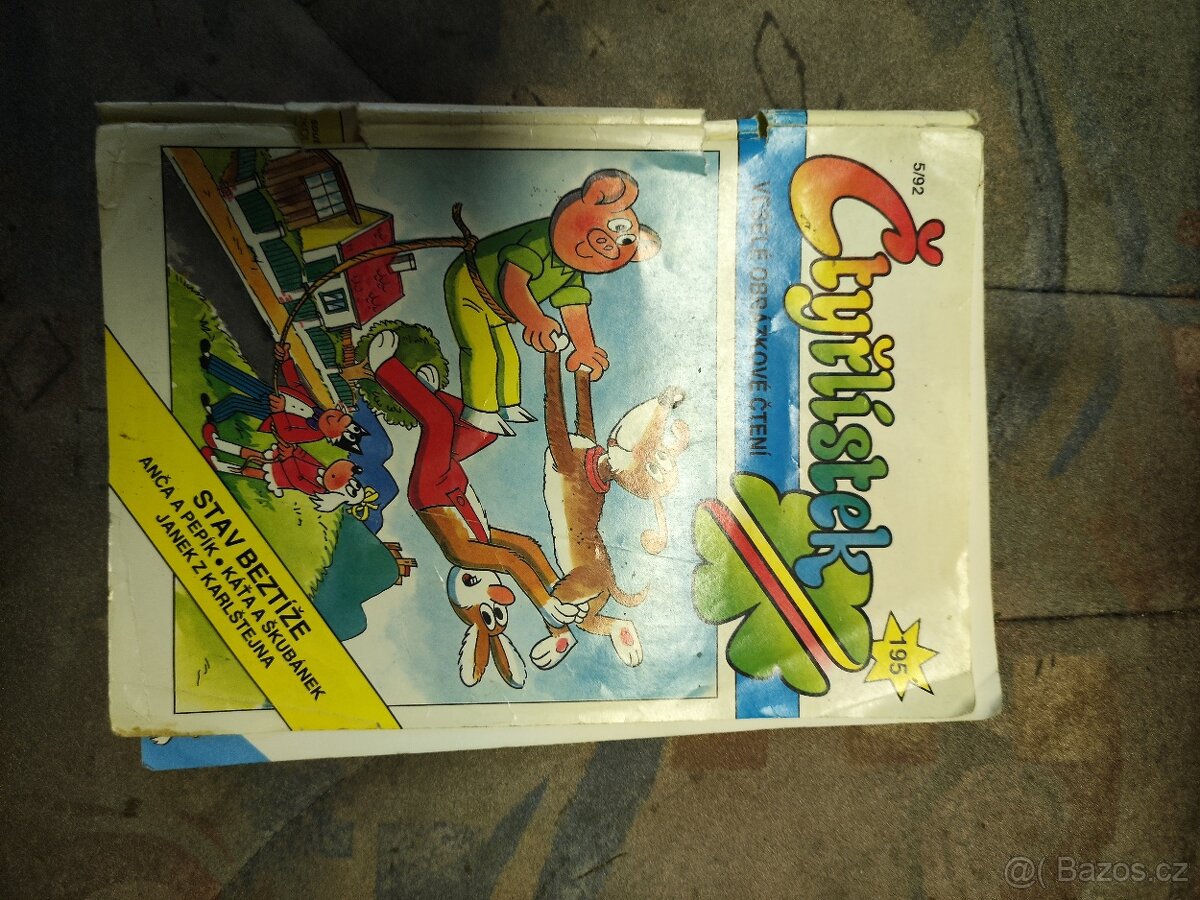 5/92
Čtyřlístek
195
VESELÉ OBRÁZKOVÉ ČTENÍ
STAV BEZTÍŽE
ANČA A PEPÍK • KÁŤA A ŠKUBÁNEK
JANEK Z KARLŠTEJNA
@( Bazos.cz